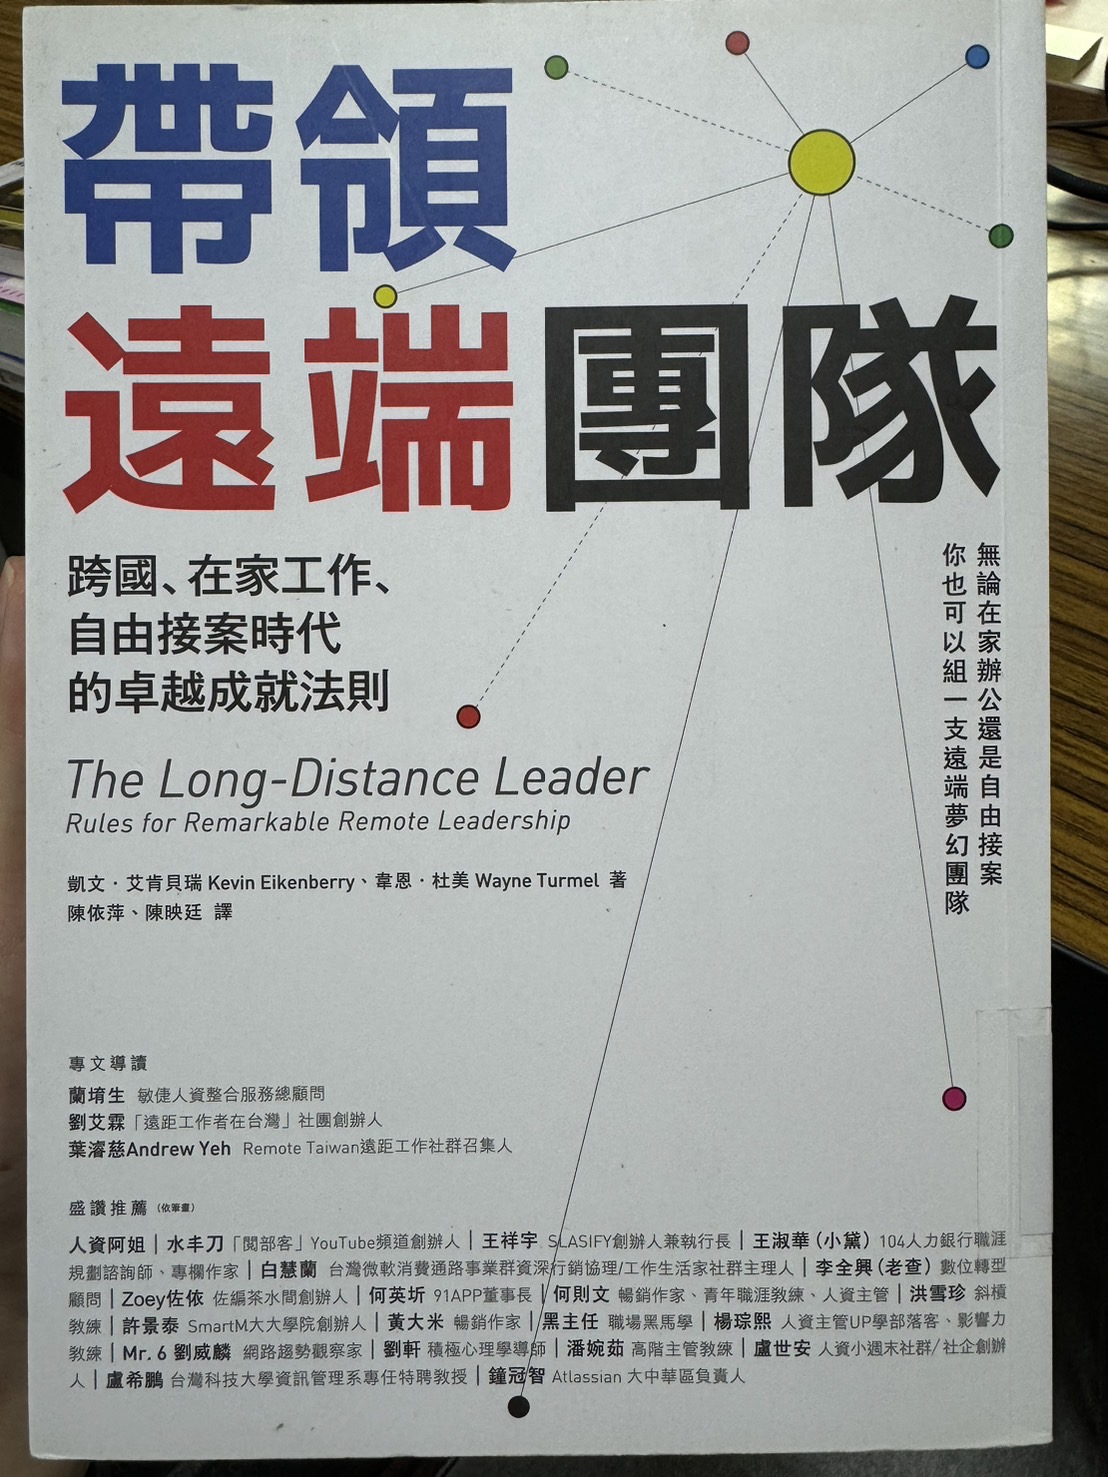 帶領
遠端團隊
跨國、在家工作、
自由接案時代
的卓越成就法則
無論在家辦公還是自由接案
你也可以組一支遠端夢幻團隊
The Long-Distance Leader
Rules for Remarkable Remote Leadership
凱文・艾肯貝瑞 Kevin Eikenberry、韋恩・杜美 Wayne Turmel 著
陳依萍、陳映廷 譯
專文導讀
蘭堉生 敏倢人資整合服務總顧問
劉艾霖「遠距工作者在台灣」社團創辦人
葉濬慈Andrew Yeh Remote Taiwan遠距工作社群召集人
盛讚推薦（依筆畫）
人資阿姐｜水丰刀「閱部客」YouTube頻道創辦人｜王祥宇 SLASIFY創辦人兼執行長｜王淑華（小黛）104人力銀行職涯
規劃諮詢師、專欄作家｜白慧蘭 台灣微軟消費通路事業群資深行銷協理/工作生活家社群主理人｜李全興（老查）數位轉型
顧問｜Zoey佐依 佐編茶水間創辦人｜何英圻 91APP董事長｜何則文 暢銷作家、青年職涯教練、人資主管｜洪雪珍 斜槓
教練｜許景泰 SmartM大大學院創辦人｜黃大米 暢銷作家｜黑主任 職場黑馬學｜楊琮熙 人資主管UP學部落客、影響力
教練｜Mr. 6 劉威麟 網路趨勢觀察家｜劉軒 積極心理學導師｜潘婉茹 高階主管教練｜盧世安 人資小週末社群/社企創辦
人｜盧希鵬 台灣科技大學資訊管理系專任特聘教授｜鐘冠智 Atlassian 大中華區負責人